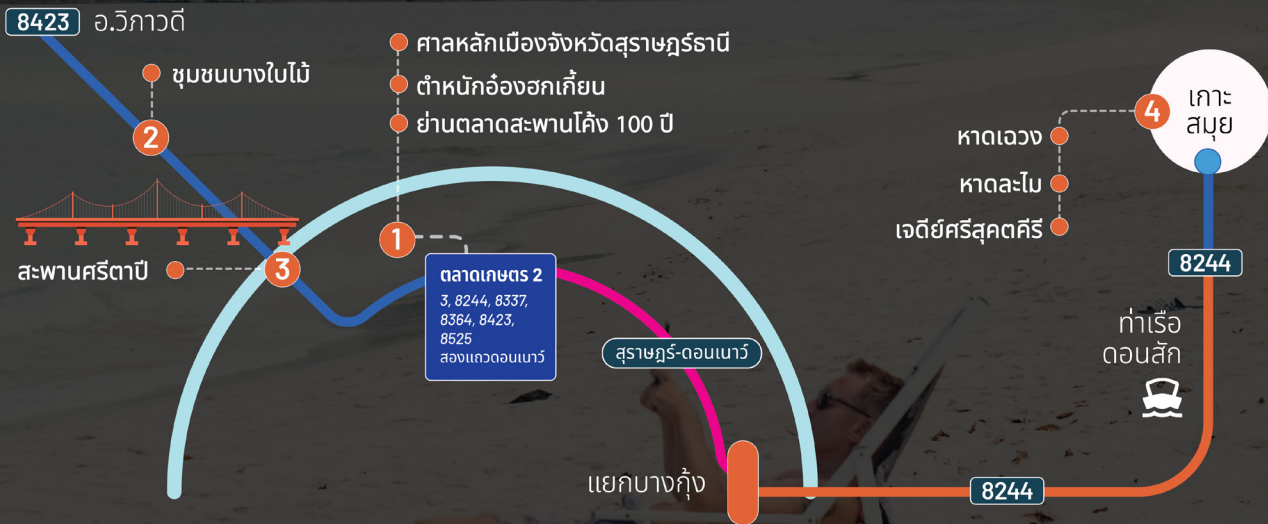 8423 อ.วิภาวดี
ชุมชนบางใบไม้
2
สะพานศรีตาปี
3
ศาลหลักเมืองจังหวัดสุราษฎร์ธานี
ตำหนักอ๋องฮกเกี้ยน
ย่านตลาดสะพานโค้ง 100 ปี
1
ตลาดเกษตร 2
3, 8244, 8337,
8364, 8423,
8525
สองแถวดอนเนาว์
สุราษฎร์-ดอนเนาว์
แยกบางกุ้ง
8244
ท่าเรือ
ดอนสัก
8244
เกาะ
สมุย
4
หาดเฉวง
หาดละไม
เจดีย์ศรีสุคตคีรี